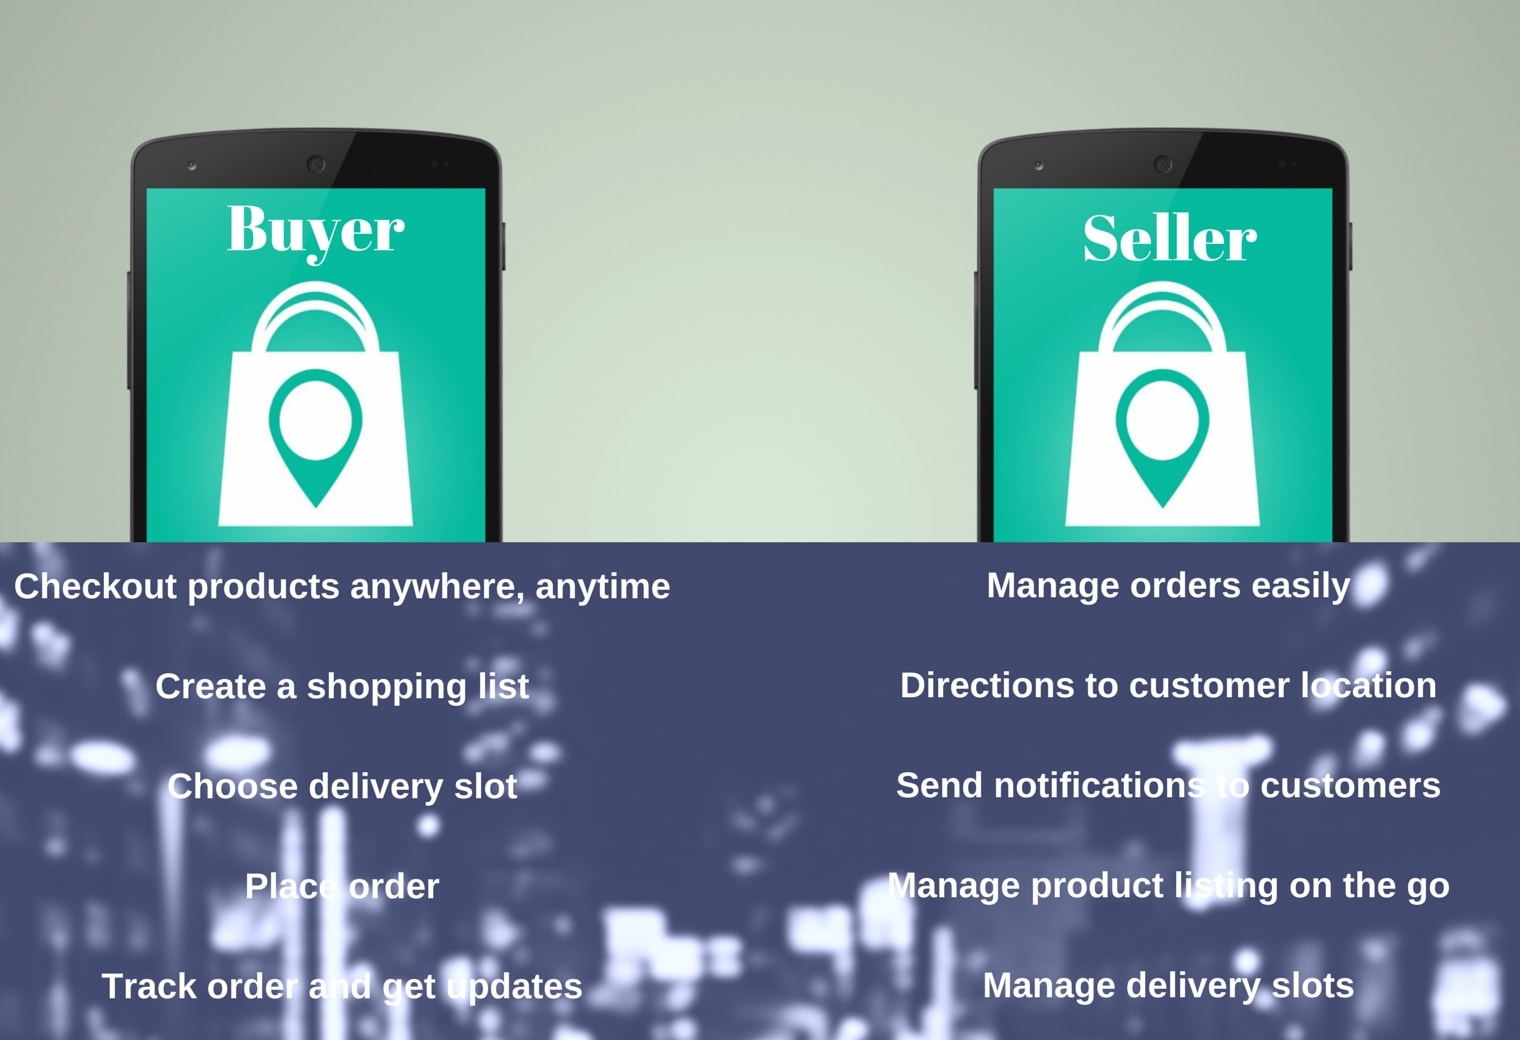 Buyer
Checkout products anywhere, anytime
Create a shopping list
Choose delivery slot
Place order
Track order and get updates
Seller
Manage orders easily
Directions to customer location
Send notifications to customers
Manage product listing on the go
Manage delivery slots